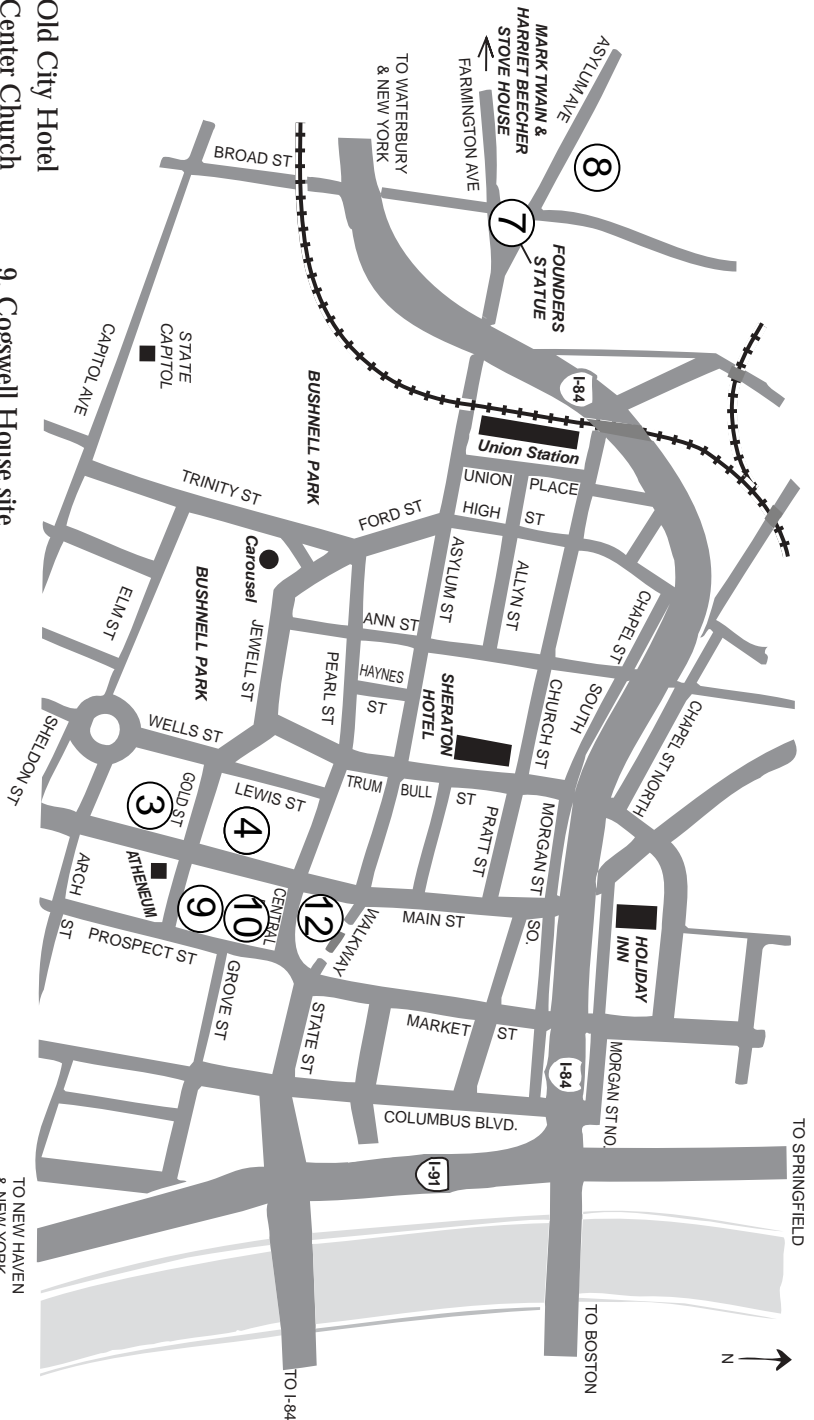 MARK TWAIN &
HARRIET BEECHER
STOVE HOUSE
ASYLUM AVE
8
FARMINGTON AVE
TO WATERBURY
& NEW YORK
BROAD ST
7
FOUNDERS
STATUE
STATE
CAPITOL
CAPITOL AVE
BUSHNELL PARK
I-84
Union Station
UNION PLACE
HIGH ST
TRINITY ST
FORD ST
ASYLUM ST
ALLYN ST
CHAPEL ST
Carousel
BUSHNELL PARK
ELM ST
JEWELL ST
ANN ST
PEARL ST
HAYNES
ST
SHERATON
HOTEL
CHURCH ST
SOUTH
CHAPEL ST NORTH
WELLS ST
SHELDON ST
GOLD ST
3
LEWIS ST
4
TRUM BULL ST
PRATT ST
MORGAN ST
SO.
ARCH
ST
ATHENEUM
9
10
CENTRAL
12
WALKWAY
MAIN ST
HOLIDAY
INN
PROSPECT ST
GROVE ST
STATE ST
MARKET ST
I-84
MORGAN ST NO.
COLUMBUS BLVD.
I-91
TO SPRINGFIELD
TO NEW HAVEN
& NEW YORK
TO BOSTON
TO I-84
N
Old City Hotel
Center Church
9. Cogswell House site